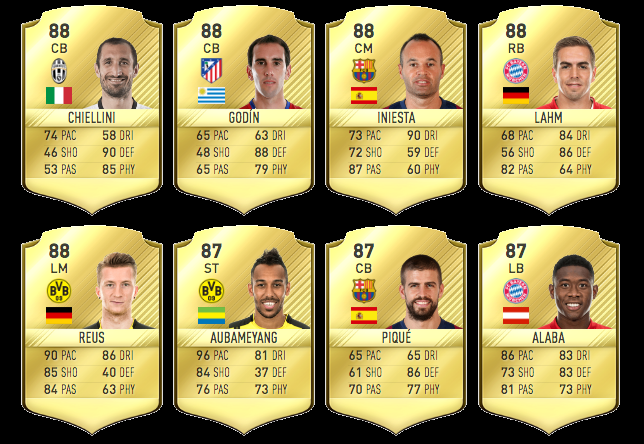 88
CB
CHIELLINI
74 PAC 58 DRI
46 SHO 90 DEF
53 PAS 85 PHY
88
CB
GODÍN
65 PAC 63 DRI
48 SHO 88 DEF
65 PAS 79 PHY
88
CM
INIESTA
73 PAC 90 DRI
72 SHO 59 DEF
87 PAS 60 PHY
88
RB
LAHM
68 PAC 84 DRI
56 SHO 86 DEF
82 PAS 64 PHY
88
LM
BVB
09
REUS
90 PAC 86 DRI
85 SHO 40 DEF
84 PAS 63 PHY
87
ST
BVB
09
AUBAMEYANG
96 PAC 81 DRI
84 SHO 37 DEF
76 PAS 73 PHY
87
CB
PIQUÉ
65 PAC 65 DRI
61 SHO 86 DEF
70 PAS 77 PHY
87
LB
ALABA
86 PAC 83 DRI
73 SHO 83 DEF
81 PAS 73 PHY